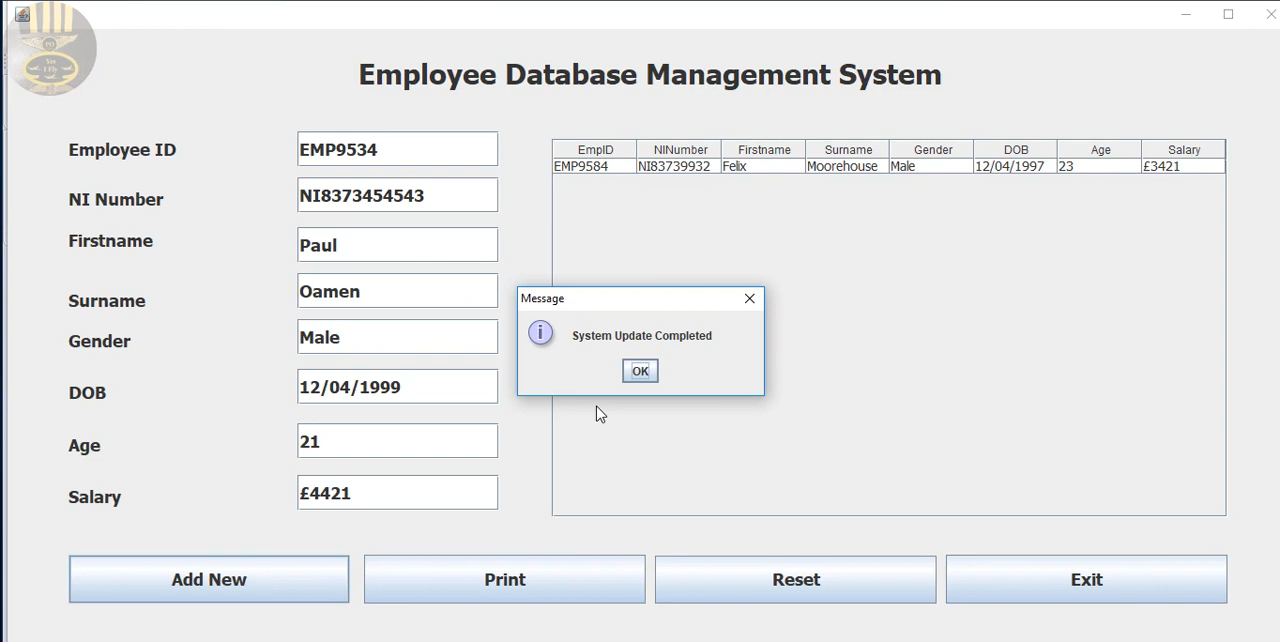 Employee Database Management System
Employee ID EMP9534
NI Number NI8373454543
Firstname Paul
Surname Oamen
Gender Male
DOB 12/04/1999
Age 21
Salary £4421
EmpID NINumber Firstname Surname Gender DOB Age Salary
EMP9584 NI83739932 Felix Moorehouse Male 12/04/1997 23 £3421
Message
System Update Completed
OK
Add New Print Reset Exit